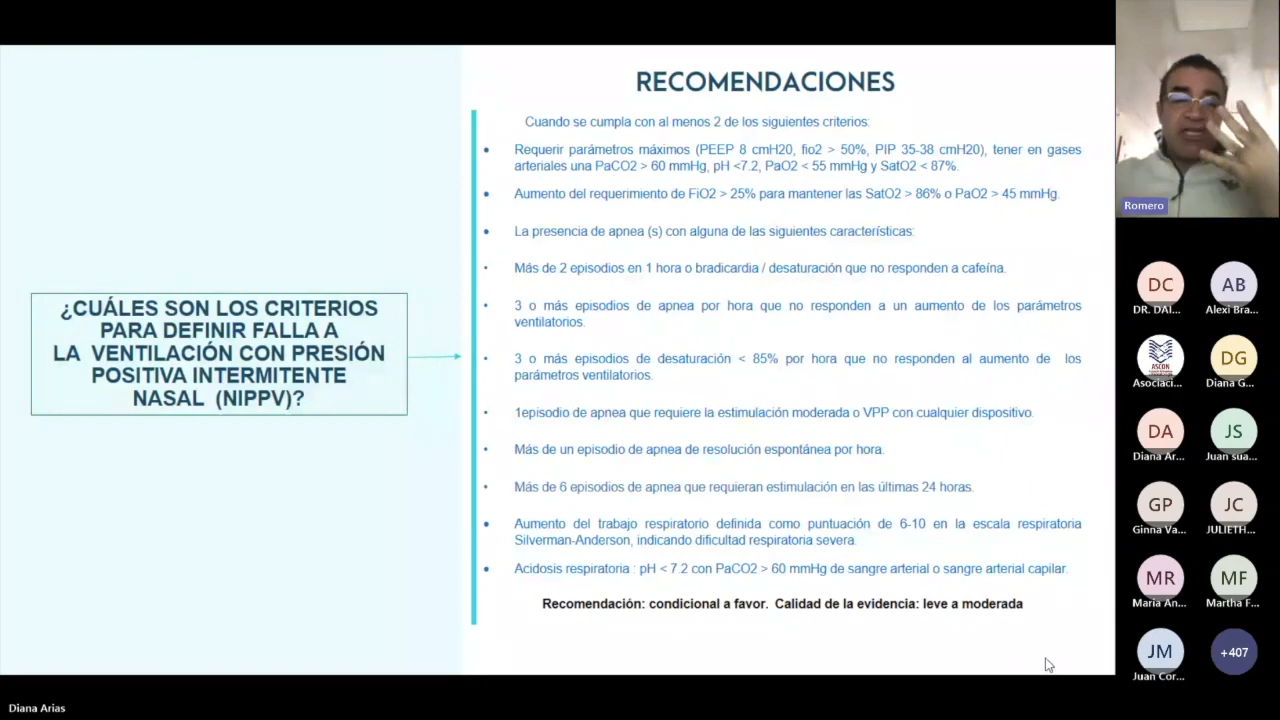 RECOMENDACIONES
Cuando se cumpla con al menos 2 de los siguientes criterios:
• Requerir parámetros máximos (PEEP 8 cmH20, fio2 > 50%, PIP 35-38 cmH20), tener en gases
arteriales una PaCO2 > 60 mmHg, pH <7.2, PaO2 < 55 mmHg y SatO2 < 87%.
• Aumento del requerimiento de FiO2 > 25% para mantener las SatO2 > 86% o PaO2 > 45 mmHg.
• La presencia de apnea (s) con alguna de las siguientes características:
• Más de 2 episodios en 1 hora o bradicardia / desaturación que no responden a cafeína.
• 3 o más episodios de apnea por hora que no responden a un aumento de los parámetros
ventilatorios.
• 3 o más episodios de desaturación < 85% por hora que no responden al aumento de los
parámetros ventilatorios.
• 1episodio de apnea que requiere la estimulación moderada o VPP con cualquier dispositivo.
• Más de un episodio de apnea de resolución espontánea por hora.
• Más de 6 episodios de apnea que requieran estimulación en las últimas 24 horas.
• Aumento del trabajo respiratorio definida como puntuación de 6-10 en la escala respiratoria
Silverman-Anderson, indicando dificultad respiratoria severa
• Acidosis respiratoria : pH < 7.2 con PaCO2 > 60 mmHg de sangre arterial o sangre arterial capilar.
Recomendación: condicional a favor. Calidad de la evidencia: leve a moderada
¿CUÁLES SON LOS CRITERIOS
PARA DEFINIR FALLA A
LA VENTILACIÓN CON PRESIÓN
POSITIVA INTERMITENTE
NASAL (NIPPV)?
Romero
DC
DR. DAI...
AB
Alexi Bra...
ASCON
Asociaci...
DG
Diana G...
DA
Diana Ar...
JS
Juan sua...
GP
Ginna Va...
JC
JULIETH...
MR
Maria An...
MF
Martha F...
JM
Juan Cor...
+407
Diana Arias